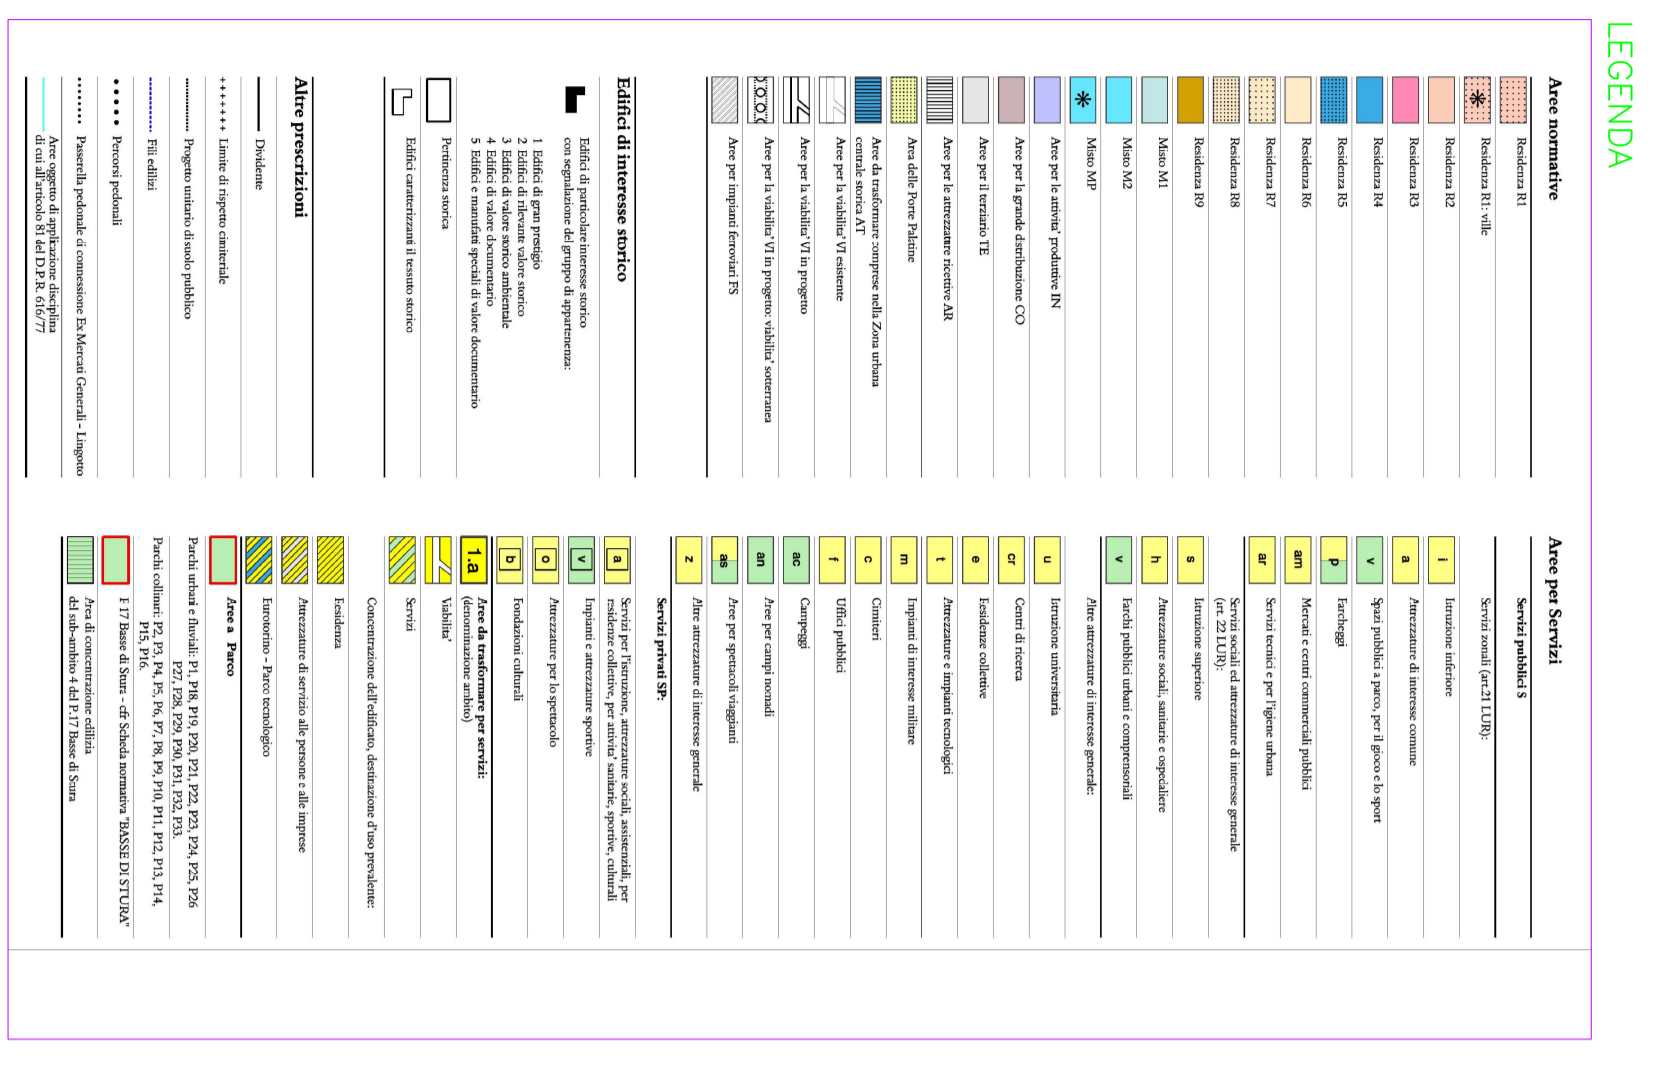 LEGENDA
Aree normative
Residenza R1
Residenza R1: ville
Residenza R2
Residenza R3
Residenza R4
Residenza R5
Residenza R6
Residenza R7
Residenza R8
Residenza R9
Misto M1
Misto M2
Misto MP
Aree per le attivita' produttive IN
Aree per la grande distribuzione CO
Aree per il terziario TE
Aree per le attrezzature ricettive AR
Area delle Porte Palatine
Aree da trasformare comprese nella Zona urbana
centrale storica AT
Aree per la viabilita' VI esistente
Aree per la viabilita' VI in progetto
Aree per la viabilita' VI in progetto: viabilita' sotterranea
Aree per impianti ferroviari FS
Edifici di interesse storico
Edifici di particolare interesse storico
con segnalazione del gruppo di appartenenza:
1 Edifici di gran prestigio
2 Edifici di rilevante valore storico
3 Edifici di valore storico ambientale
4 Edifici di valore documentario
5 Edifici e manufatti speciali di valore documentario
Pertinenza storica
Edifici caratterizzanti il tessuto storico
Altre prescrizioni
Dividente
Limite di rispetto cimiteriale
Progetto unitario di suolo pubblico
Fili edilizi
Percorsi pedonali
Passerella pedonale di connessione Ex Mercati Generali - Lingotto
Aree oggetto di applicazione disciplina
di cui all'articolo 81 del D.P.R. 616/77
Aree per Servizi
Servizi pubblici S
Servizi zonali (art.21 LUR):
i Istruzione inferiore
a Attrezzature di interesse comune
v Spazi pubblici a parco, per il gioco e lo sport
p Parcheggi
am Mercati e centri commerciali pubblici
ar Servizi tecnici e per l'igiene urbana
Servizi sociali ed attrezzature di interesse generale
(art. 22 LUR):
s Istruzione superiore
h Attrezzature sociali, sanitarie e ospedaliere
v Parchi pubblici urbani e comprensoriali
Altre attrezzature di interesse generale:
u Istruzione universitaria
cr Centri di ricerca
e Residenze collettive
t Attrezzature e impianti tecnologici
m Impianti di interesse militare
c Cimiteri
f Uffici pubblici
ac Campeggi
an Aree per campi nomadi
as Aree per spettacoli viaggianti
z Altre attrezzature di interesse generale
Servizi privati SP:
a Servizi per l'istruzione, attrezzature sociali, assistenziali, per
residenze collettive, per attivita' sanitarie, sportive, culturali
v Impianti e attrezzature sportive
o Attrezzature per lo spettacolo
b Fondazioni culturali
1.a Aree da trasformare per servizi:
(denominazione ambito)
Viabilita'
Servizi
Concentrazione dell'edificato, destinazione d'uso prevalente:
Residenza
Attrezzature di servizio alle persone e alle imprese
Eurotorino - Parco tecnologico
Aree a Parco
Parchi urbani e fluviali: P1, P18, P19, P20, P21, P22, P23, P24, P25, P26
P27, P28, P29, P30, P31, P32, P33.
Parchi collinari: P2, P3, P4, P5, P6, P7, P8, P9, P10, P11, P12, P13, P14,
P15, P16.
P 17 Basse di Stura - cfr Scheda normativa "BASSE DI STURA"
Area di concentrazione edilizia
del sub-ambito 4 del P.17 Basse di Stura